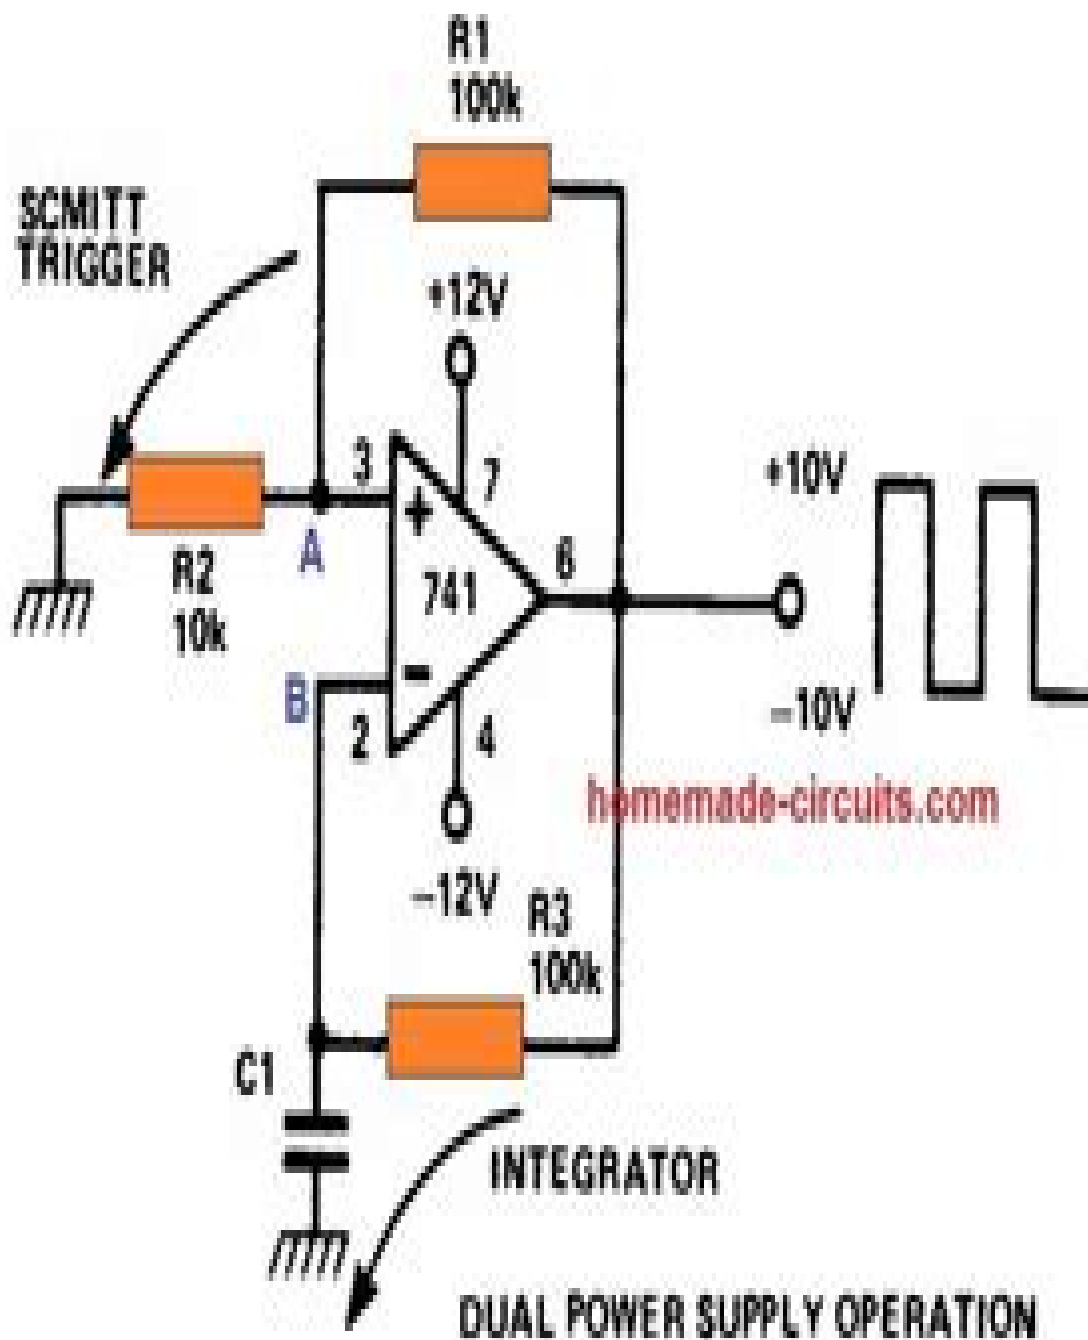 R1
100k
SCMITT
TRIGGER
+12V
3
7
+
A
R2
10k
741
6
+10V
-10V
B
-
2
4
homemade-circuits.com
-12V
R3
100k
C1
INTEGRATOR
DUAL POWER SUPPLY OPERATION